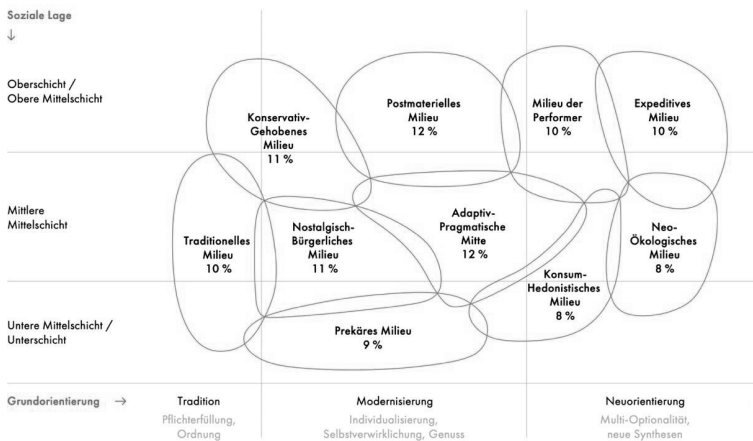 Soziale Lage
↓
Oberschicht /
Obere Mittelschicht
Konservativ-
Gehobenes
Milieu
11 %
Postmaterielles
Milieu
12 %
Milieu der
Performer
10 %
Expeditives
Milieu
10 %
Mittlere
Mittelschicht
Traditionelles
Milieu
10 %
Nostalgisch-
Bürgerliches
Milieu
11 %
Adaptiv-
Pragmatische
Mitte
12 %
Konsum-
Hedonistisches
Milieu
8 %
Neo-
Ökologisches
Milieu
8 %
Untere Mittelschicht /
Unterschicht
Prekäres Milieu
9 %
Grundorientierung →
Tradition
Pflichterfüllung,
Ordnung
Modernisierung
Individualisierung,
Selbstverwirklichung, Genuss
Neuorientierung
Multi-Optionalität,
neue Synthesen